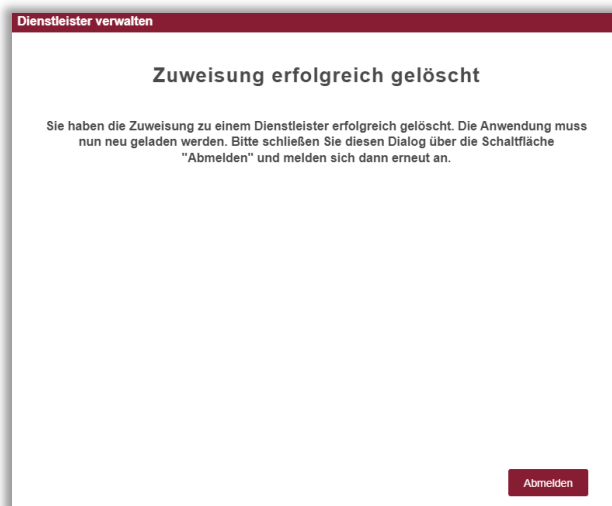 Dienstleister verwalten
Zuweisung erfolgreich gelöscht
Sie haben die Zuweisung zu einem Dienstleister erfolgreich gelöscht. Die Anwendung muss
nun neu geladen werden. Bitte schließen Sie diesen Dialog über die Schaltfläche
"Abmelden" und melden sich dann erneut an.
Abmelden